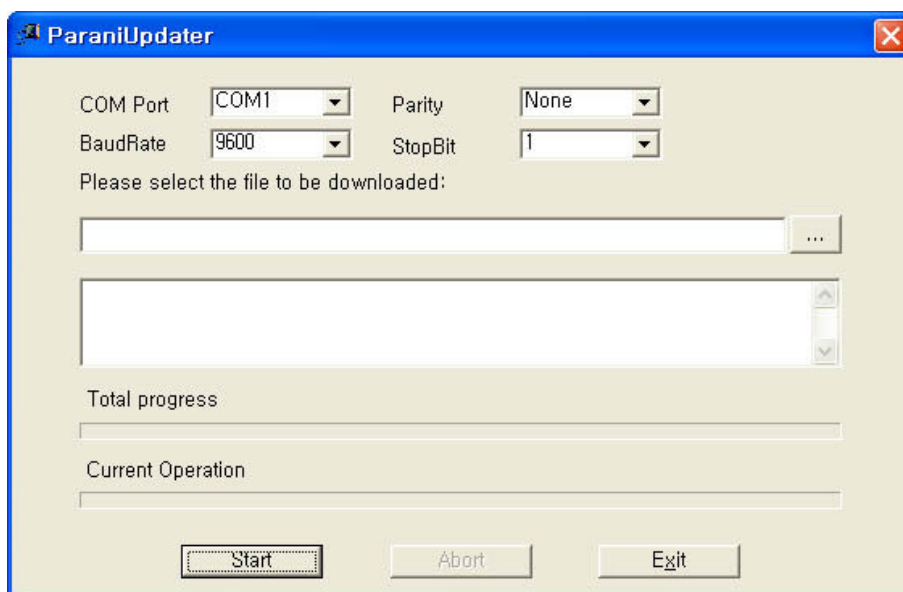 ParaniUpdater
COM Port COM1 Parity None
BaudRate 9600 StopBit 1
Please select the file to be downloaded:
...
Total progress
Current Operation
Start Abort Exit